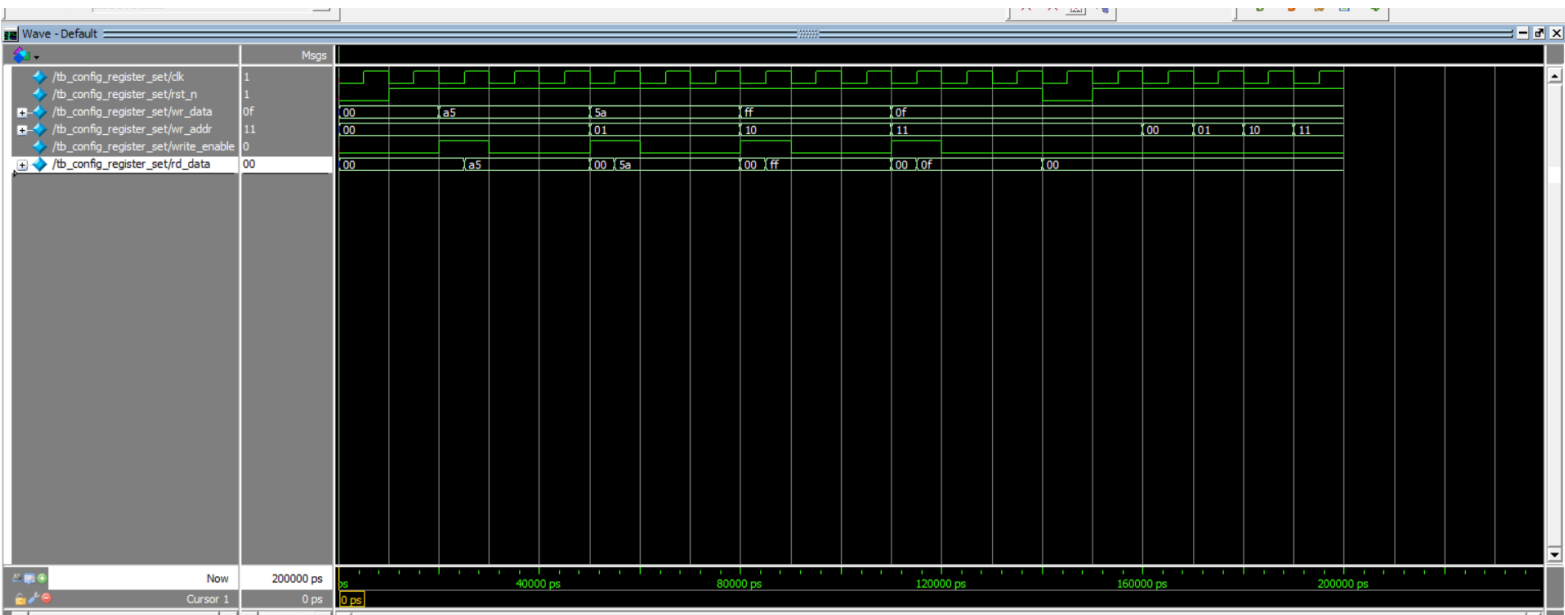 Wave - Default
Msgs
/tb_config_register_set/clk 1
/tb_config_register_set/rst_n 1
/tb_config_register_set/wr_data 0f 00 a5 5a ff 0f
/tb_config_register_set/wr_addr 11 00 01 10 11 00 01 10 11
/tb_config_register_set/write_enable 0
/tb_config_register_set/rd_data 00 00 a5 00 5a 00 ff 00 0f 00
Now 200000 ps ps 40000 ps 80000 ps 120000 ps 160000 ps 200000 ps
Cursor 1 0 ps 0 ps